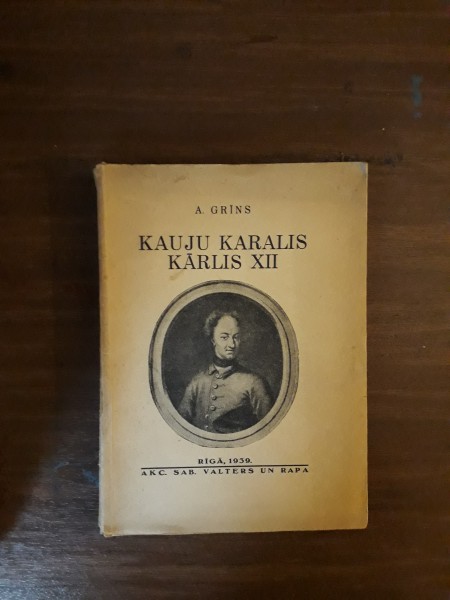 A. GRĪNS
KAUJU KARALIS
KĀRLIS XII
RĪGĀ, 1939.
AKC. SAB. VALTERS UN RAPA